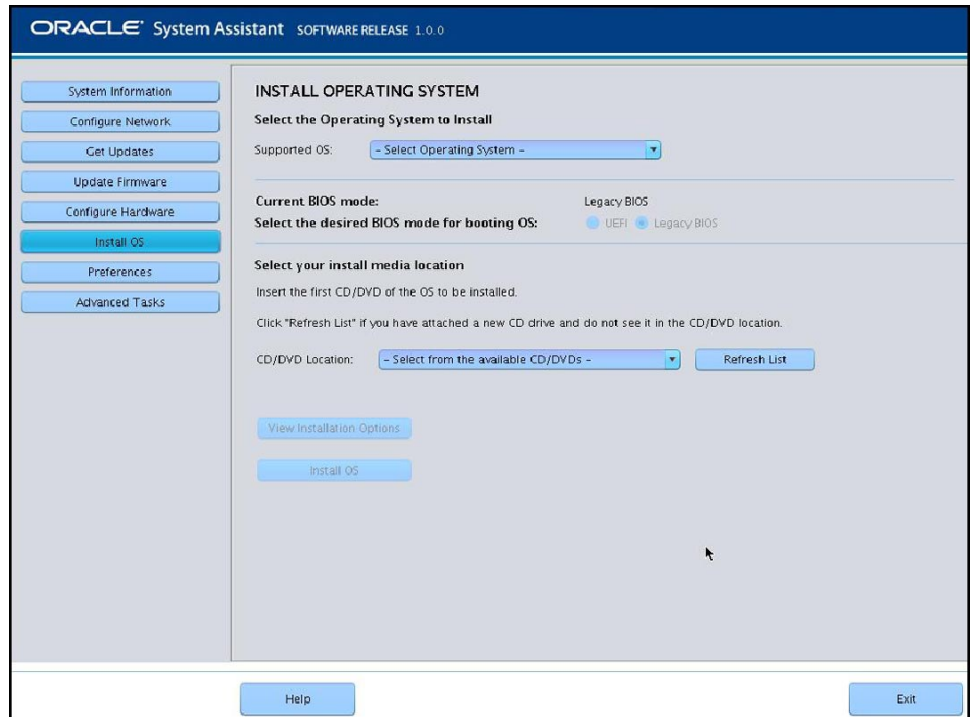 ORACLE System Assistant SOFTWARE RELEASE 1.0.0
System Information
Configure Network
Get Updates
Update Firmware
Configure Hardware
Install OS
Preferences
Advanced Tasks
INSTALL OPERATING SYSTEM
Select the Operating System to Install
Supported OS: - Select Operating System -
Current BIOS mode: Legacy BIOS
Select the desired BIOS mode for booting OS: UEFI Legacy BIOS
Select your install media location
Insert the first CD/DVD of the OS to be installed.
Click "Refresh List" if you have attached a new CD drive and do not see it in the CD/DVD location.
CD/DVD Location: - Select from the available CD/DVDs - Refresh List
View Installation Options
Install OS
Help Exit